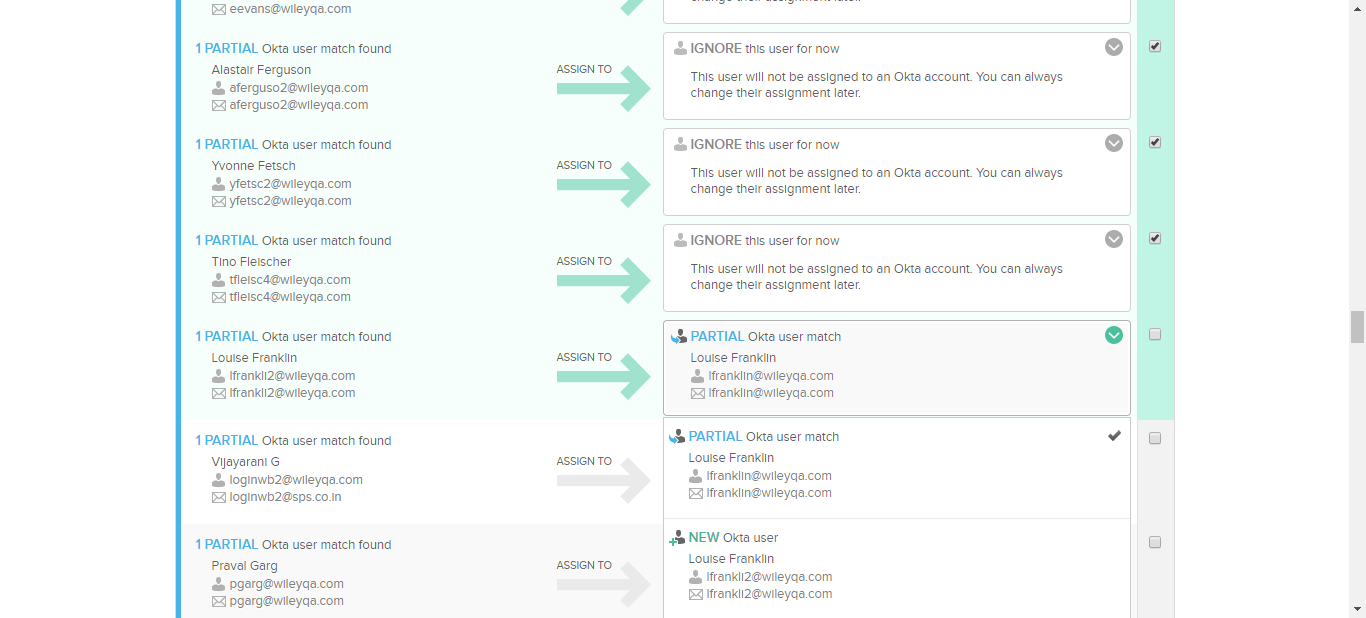 eevans@wileyqa.com
change their assignment later.
1 PARTIAL Okta user match found
Alastair Ferguson
aferguso2@wileyqa.com
aferguso2@wileyqa.com
ASSIGN TO
IGNORE this user for now
This user will not be assigned to an Okta account. You can always
change their assignment later.
1 PARTIAL Okta user match found
Yvonne Fetsch
yfetsc2@wileyqa.com
yfetsc2@wileyqa.com
ASSIGN TO
IGNORE this user for now
This user will not be assigned to an Okta account. You can always
change their assignment later.
1 PARTIAL Okta user match found
Tino Fleischer
tfleisc4@wileyqa.com
tfleisc4@wileyqa.com
ASSIGN TO
IGNORE this user for now
This user will not be assigned to an Okta account. You can always
change their assignment later.
1 PARTIAL Okta user match found
Louise Franklin
lfrankli2@wileyqa.com
lfrankli2@wileyqa.com
ASSIGN TO
PARTIAL Okta user match
Louise Franklin
lfranklin@wileyqa.com
lfranklin@wileyqa.com
1 PARTIAL Okta user match found
Vijayarani G
loginwb2@wileyqa.com
loginwb2@sps.co.in
ASSIGN TO
PARTIAL Okta user match
Louise Franklin
lfranklin@wileyqa.com
lfranklin@wileyqa.com
1 PARTIAL Okta user match found
Praval Garg
pgarg@wileyqa.com
pgarg@wileyqa.com
ASSIGN TO
NEW Okta user
Louise Franklin
lfrankli2@wileyqa.com
lfrankli2@wileyqa.com